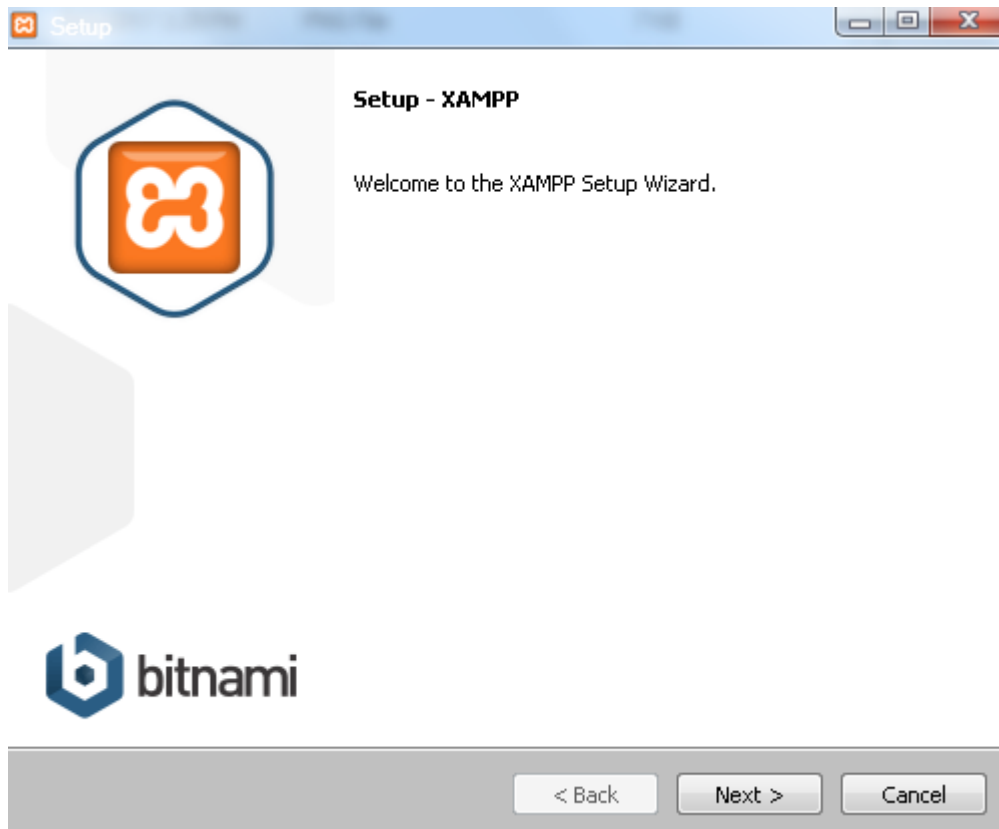 Setup
Setup - XAMPP
Welcome to the XAMPP Setup Wizard.
bitnami
< Back
Next >
Cancel